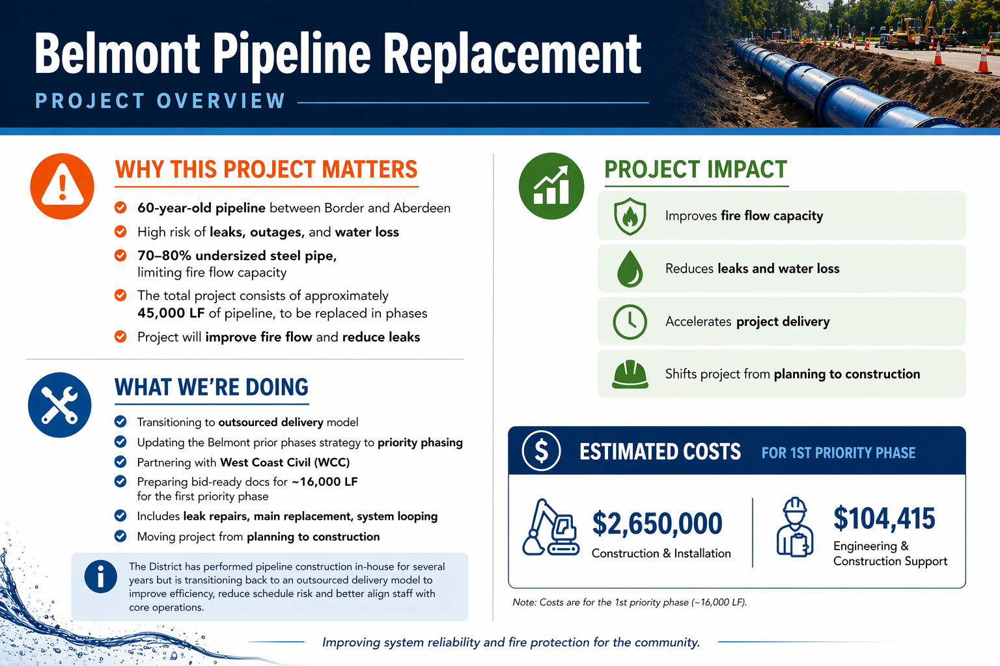 Belmont Pipeline Replacement
PROJECT OVERVIEW
WHY THIS PROJECT MATTERS
60-year-old pipeline between Border and Aberdeen
High risk of leaks, outages, and water loss
70–80% undersized steel pipe,
limiting fire flow capacity
The total project consists of approximately
45,000 LF of pipeline, to be replaced in phases
Project will improve fire flow and reduce leaks
WHAT WE'RE DOING
Transitioning to outsourced delivery model
Updating the Belmont prior phases strategy to priority phasing
Partnering with West Coast Civil (WCC)
Preparing bid-ready docs for ~16,000 LF
for the first priority phase
Includes leak repairs, main replacement, system looping
Moving project from planning to construction
The District has performed pipeline construction in-house for several
years but is transitioning back to an outsourced delivery model to
improve efficiency, reduce schedule risk and better align staff with
core operations.
PROJECT IMPACT
Improves fire flow capacity
Reduces leaks and water loss
Accelerates project delivery
Shifts project from planning to construction
$ ESTIMATED COSTS FOR 1ST PRIORITY PHASE
$2,650,000
Construction & Installation
$104,415
Engineering &
Construction Support
Note: Costs are for the 1st priority phase (~16,000 LF).
Improving system reliability and fire protection for the community.